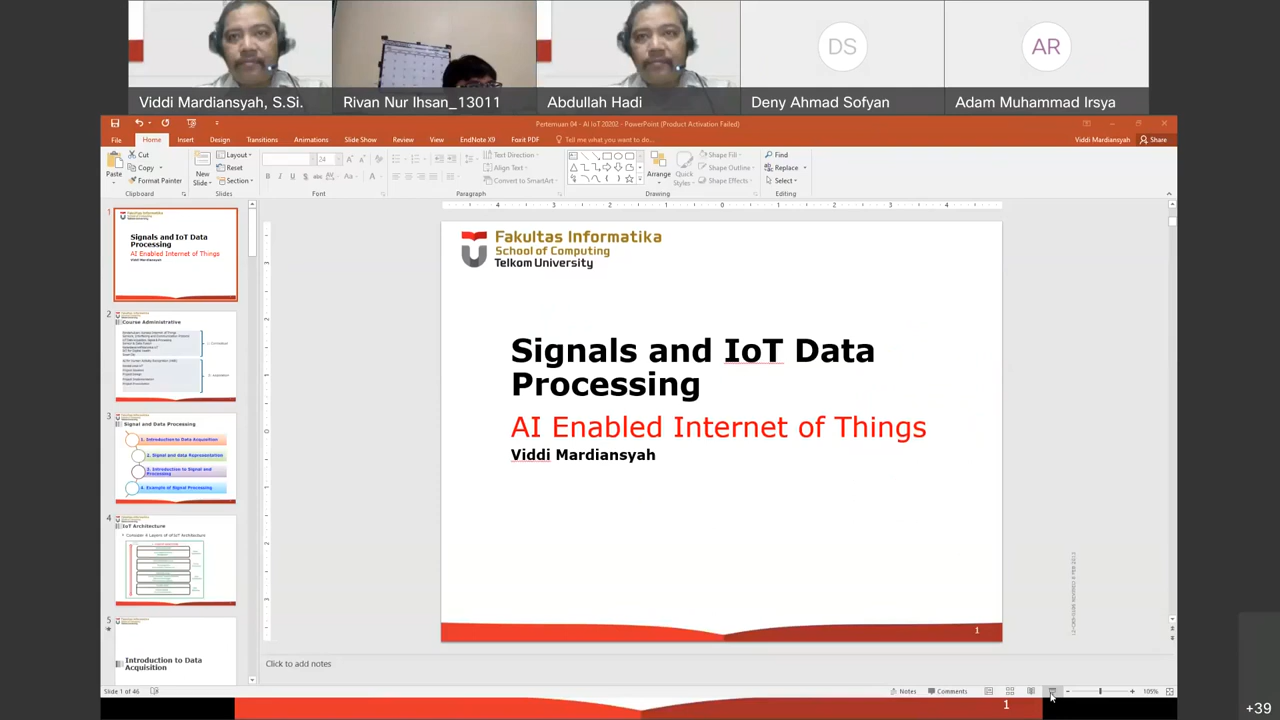 Viddi Mardiansyah, S.Si.
Rivan Nur Ihsan_13011
Abdullah Hadi
DS
Deny Ahmad Sofyan
AR
Adam Muhammad Irsya
Pertemuan 04 - AI IoT 20202 - PowerPoint (Product Activation Failed)
File Home Insert Design Transitions Animations Slide Show Review View EndNote X9 Foxit PDF Tell me what you want to do...
Viddi Mardiansyah Share
Paste
Cut
Copy
Format Painter
Clipboard
New Slide
Layout
Reset
Section
Slides
24
Font
Text Direction
Align Text
Convert to SmartArt
Paragraph
Arrange
Quick Styles
Shape Fill
Shape Outline
Shape Effects
Drawing
Find
Replace
Select
Editing
1
Signals and IoT Data
Processing
AI Enabled Internet of Things
2
Course Administrative
3
Signal and Data Processing
1. Introduction to Data Acquisition
2. Signal and data Representation
3. Introduction to Signal and
Processing
4. Example of Signal Processing
4
IoT Architecture
5
Introduction to Data
Acquisition
Fakultas Informatika
School of Computing
Telkom University
Signals and IoT Data
Processing
AI Enabled Internet of Things
Viddi Mardiansyah
1
Click to add notes
Slide 1 of 46
Notes
Comments
105%
1
+39